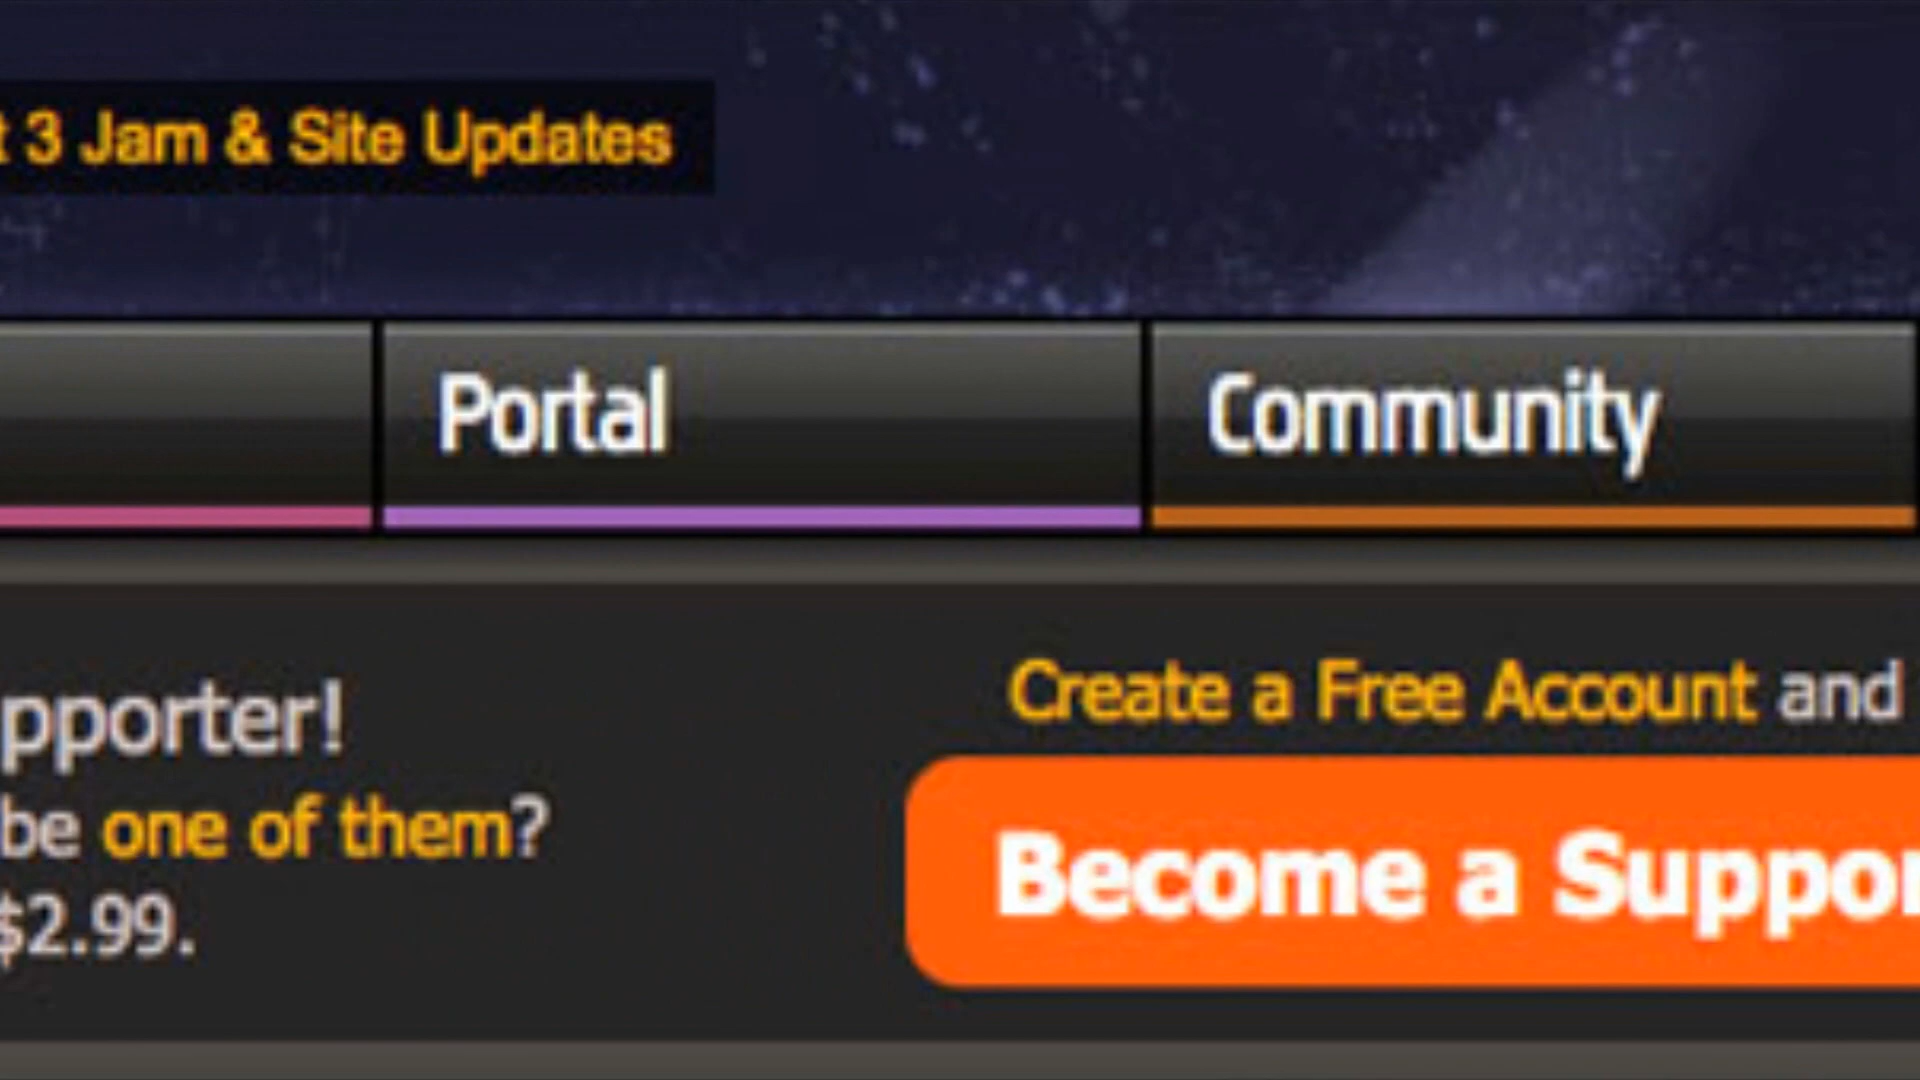 3 Jam & Site Updates
Portal
Community
Create a Free Account and
pporter!
be one of them?
$2.99.
Become a Suppor